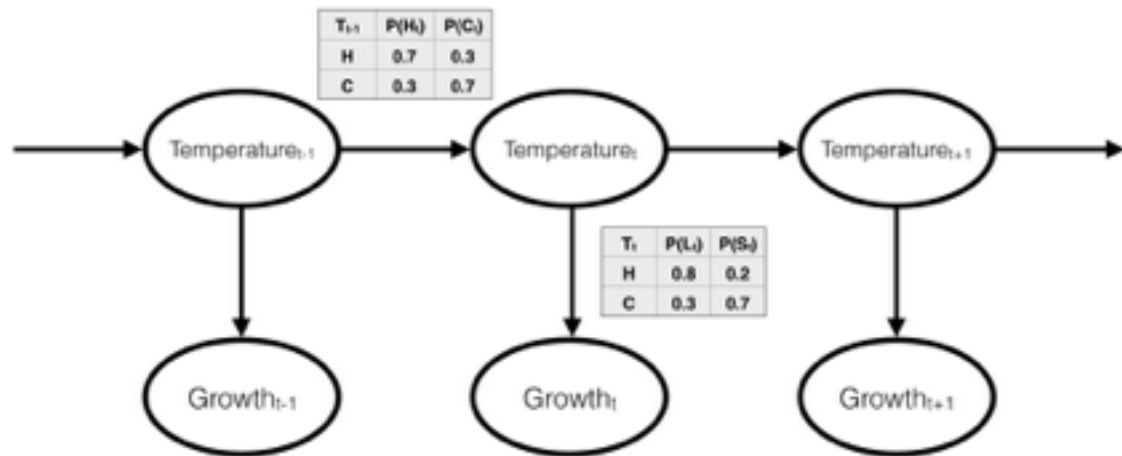 Tt-1 P(Ht) P(Ct)
H 0.7 0.3
C 0.3 0.7
Temperaturet-1 Temperaturet Temperaturet+1
Tt P(Lt) P(St)
H 0.8 0.2
C 0.3 0.7
Growtht-1 Growtht Growtht+1